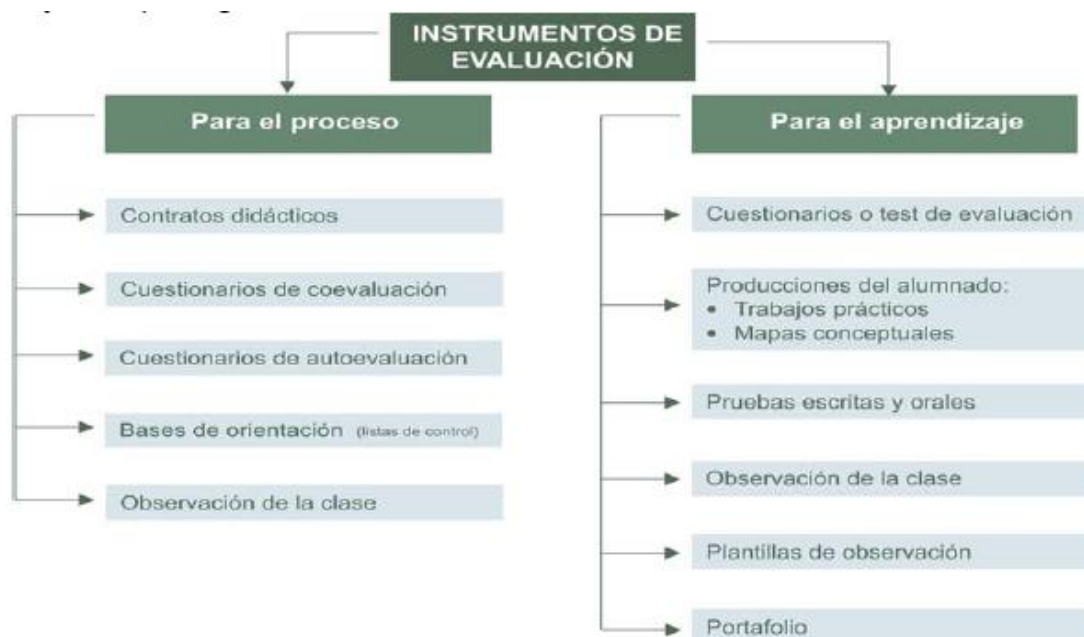 INSTRUMENTOS DE
EVALUACIÓN
Para el proceso
Contratos didácticos
Cuestionarios de coevaluación
Cuestionarios de autoevaluación
Bases de orientación (listas de control)
Observación de la clase
Para el aprendizaje
Cuestionarios o test de evaluación
Producciones del alumnado:
• Trabajos prácticos
• Mapas conceptuales
Pruebas escritas y orales
Observación de la clase
Plantillas de observación
Portafolio